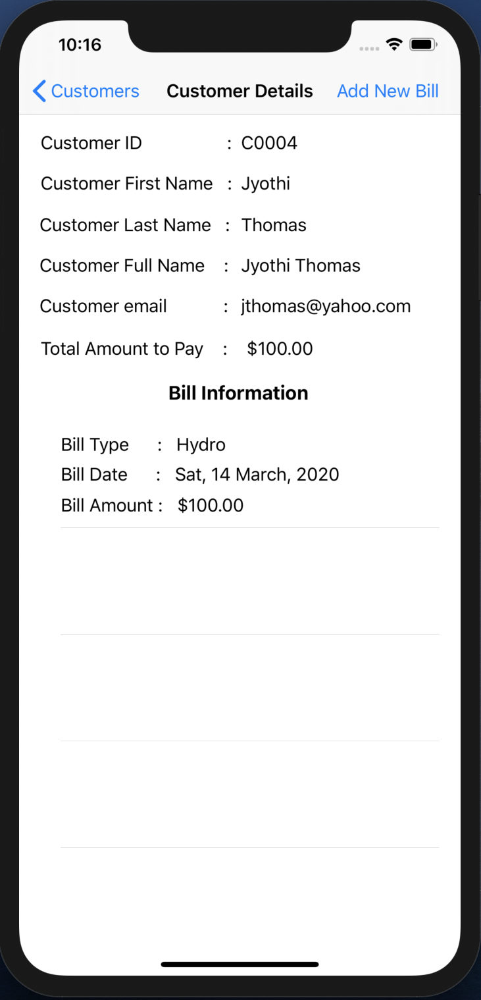 10:16
Customers Customer Details Add New Bill
Customer ID : C0004
Customer First Name : Jyothi
Customer Last Name : Thomas
Customer Full Name : Jyothi Thomas
Customer email : jthomas@yahoo.com
Total Amount to Pay : $100.00
Bill Information
Bill Type : Hydro
Bill Date : Sat, 14 March, 2020
Bill Amount : $100.00